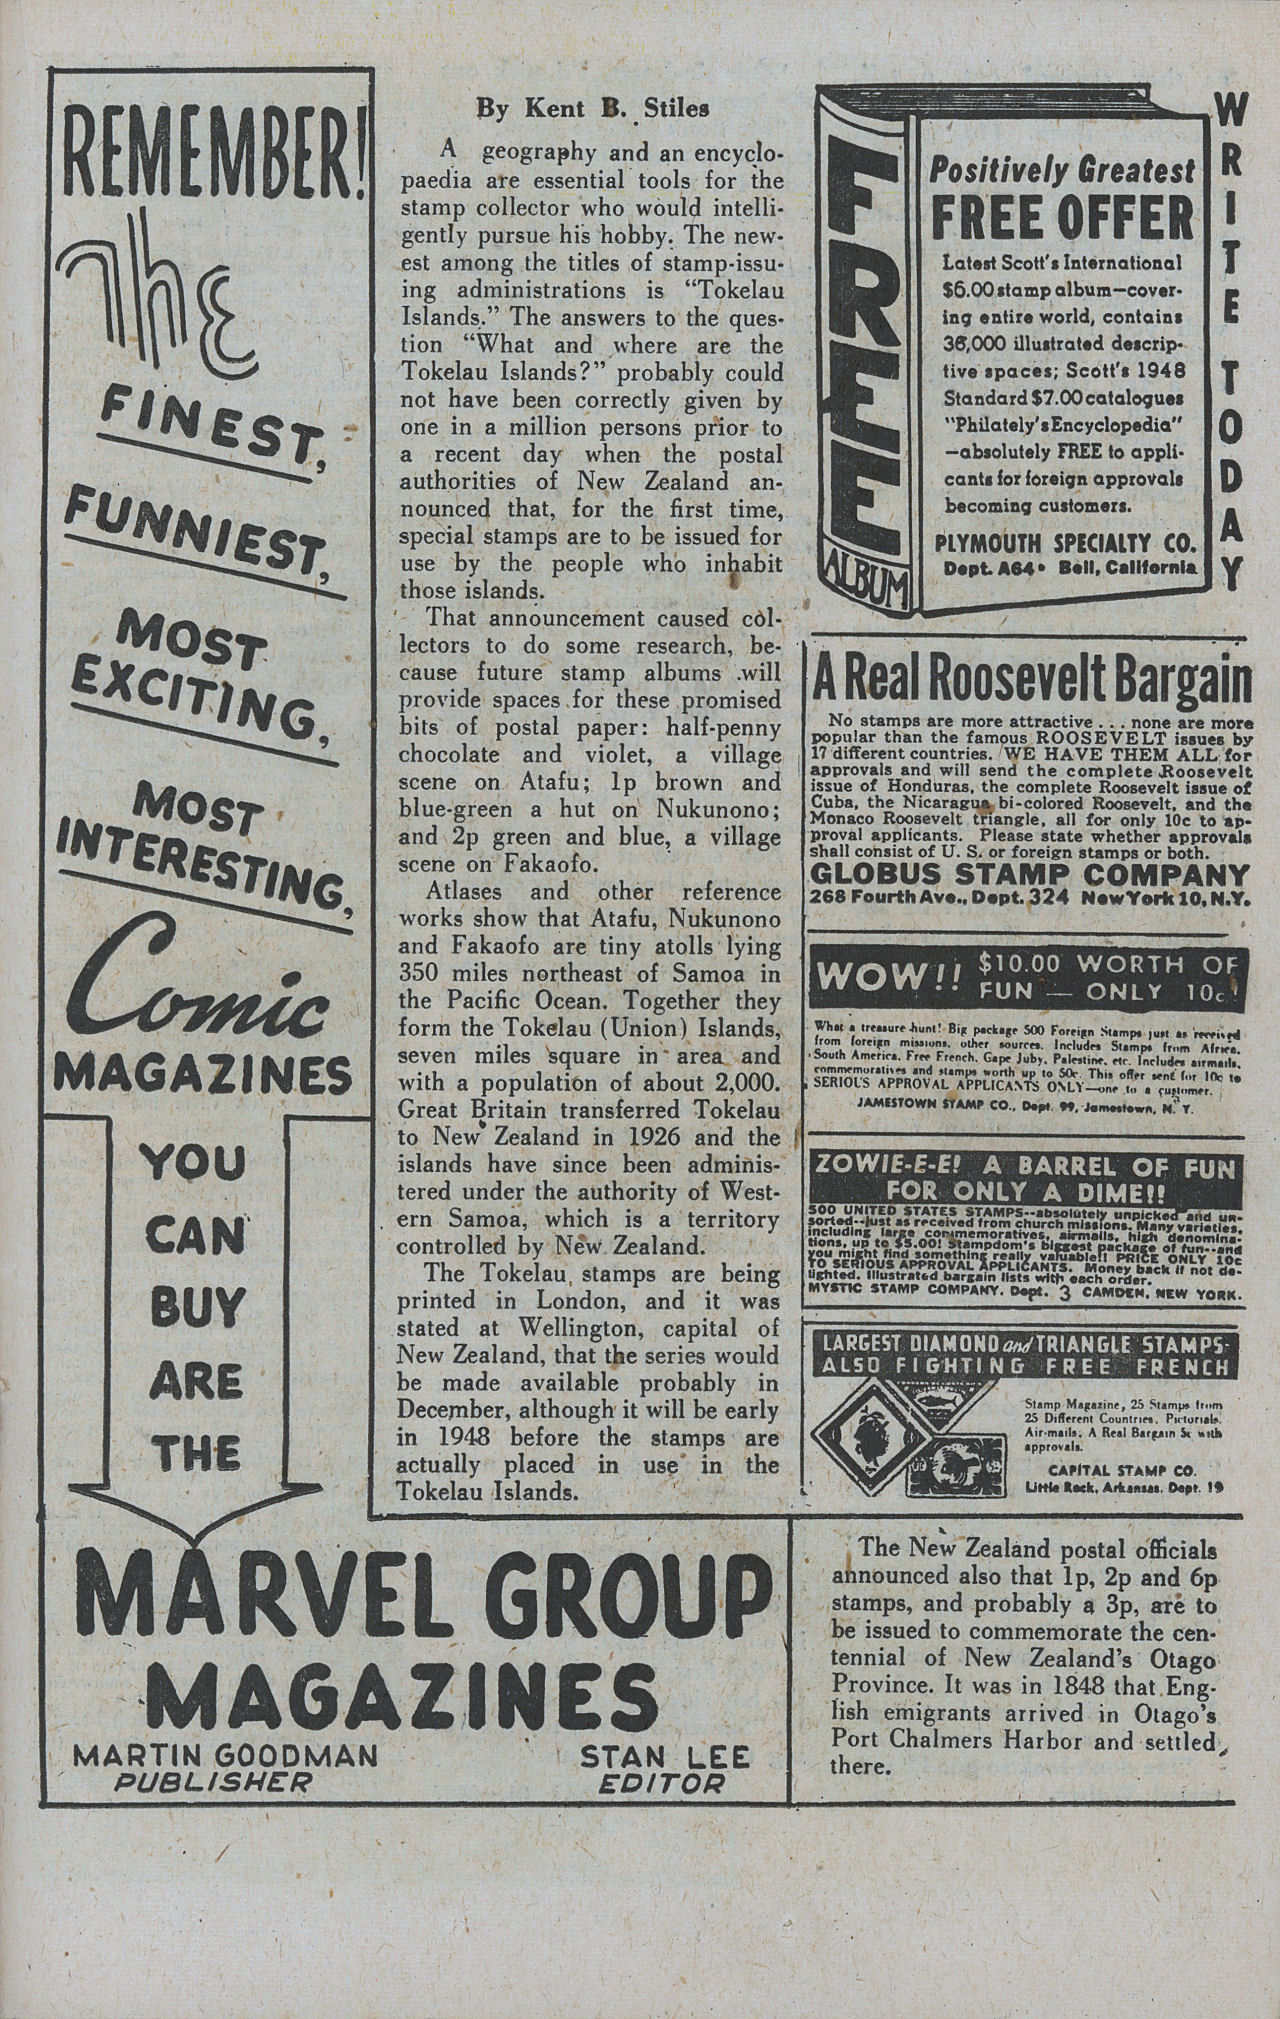 REMEMBER!
The
FINEST,
FUNNIEST,
MOST
EXCITING,
MOST
INTERESTING,
Comic
MAGAZINES
YOU
CAN
BUY
ARE
THE
MARVEL GROUP
MAGAZINES
MARTIN GOODMAN
PUBLISHER
STAN LEE
EDITOR
By Kent B. Stiles
A geography and an encyclo-
paedia are essential tools for the
stamp collector who would intelli-
gently pursue his hobby. The new-
est among the titles of stamp-issu-
ing administrations is "Tokelau
Islands." The answers to the ques-
tion "What and where are the
Tokelau Islands?" probably could
not have been correctly given by
one in a million persons prior to
a recent day when the postal
authorities of New Zealand an-
nounced that, for the first time,
special stamps are to be issued for
use by the people who inhabit
those islands.
That announcement caused col-
lectors to do some research, be-
cause future stamp albums will
provide spaces for these promised
bits of postal paper: half-penny
chocolate and violet, a village
scene on Atafu; 1p brown and
blue-green a hut on Nukunono;
and 2p green and blue, a village
scene on Fakaofo.
Atlases and other reference
works show that Atafu, Nukunono
and Fakaofo are tiny atolls lying
350 miles northeast of Samoa in
the Pacific Ocean. Together they
form the Tokelau (Union) Islands,
seven miles square in area and
with a population of about 2,000.
Great Britain transferred Tokelau
to New Zealand in 1926 and the
islands have since been adminis-
tered under the authority of West-
ern Samoa, which is a territory
controlled by New Zealand.
The Tokelau stamps are being
printed in London, and it was
stated at Wellington, capital of
New Zealand, that the series would
be made available probably in
December, although it will be early
in 1948 before the stamps are
actually placed in use in the
Tokelau Islands.
FREE
ALBUM
Positively Greatest
FREE OFFER
Latest Scott's International
$6.00 stamp album—cover-
ing entire world, contains
36,000 illustrated descrip-
tive spaces; Scott's 1948
Standard $7.00 catalogues
"Philately's Encyclopedia"
—absolutely FREE to appli-
cants for foreign approvals
becoming customers.
PLYMOUTH SPECIALTY CO.
Dept. A64 • Bell, California
WRITE TODAY
A Real Roosevelt Bargain
No stamps are more attractive . . . none are more
popular than the famous ROOSEVELT issues by
17 different countries. WE HAVE THEM ALL for
approvals and will send the complete Roosevelt
issue of Honduras, the complete Roosevelt issue of
Cuba, the Nicaragua bi-colored Roosevelt, and the
Monaco Roosevelt triangle, all for only 10c to ap-
proval applicants. Please state whether approvals
shall consist of U. S. or foreign stamps or both.
GLOBUS STAMP COMPANY
268 Fourth Ave., Dept. 324 New York 10, N.Y.
WOW!! $10.00 WORTH OF
FUN — ONLY 10c!
What a treasure hunt! Big package 500 Foreign Stamps just as received
from foreign missions, other sources. Includes Stamps from Africa,
South America, Free French, Cape Juby, Palestine, etc. Includes airmails,
commemoratives and stamps worth up to 50c. This offer sent for 10c to
SERIOUS APPROVAL APPLICANTS ONLY—one to a customer.
JAMESTOWN STAMP CO., Dept. 99, Jamestown, N. Y.
ZOWIE-E-E! A BARREL OF FUN
FOR ONLY A DIME!!
500 UNITED STATES STAMPS--absolutely unpicked and un-
sorted--just as received from church missions. Many varieties,
including large commemoratives, airmails, high denomina-
tions, up to $5.00! Stampdom's biggest package of fun--and
you might find something really valuable!! PRICE ONLY 10c
TO SERIOUS APPROVAL APPLICANTS. Money back if not de-
lighted. Illustrated bargain lists with each order.
MYSTIC STAMP COMPANY, Dept. 3 CAMDEN, NEW YORK.
LARGEST DIAMOND and TRIANGLE STAMPS-
ALSO FIGHTING FREE FRENCH
Stamp Magazine, 25 Stamps from
25 Different Countries, Pictorials,
Air-mails, A Real Bargain 5c with
approvals.
CAPITAL STAMP CO.
Little Rock, Arkansas, Dept. 19
The New Zealand postal officials
announced also that 1p, 2p and 6p
stamps, and probably a 3p, are to
be issued to commemorate the cen-
tennial of New Zealand's Otago
Province. It was in 1848 that Eng-
lish emigrants arrived in Otago's
Port Chalmers Harbor and settled
there.